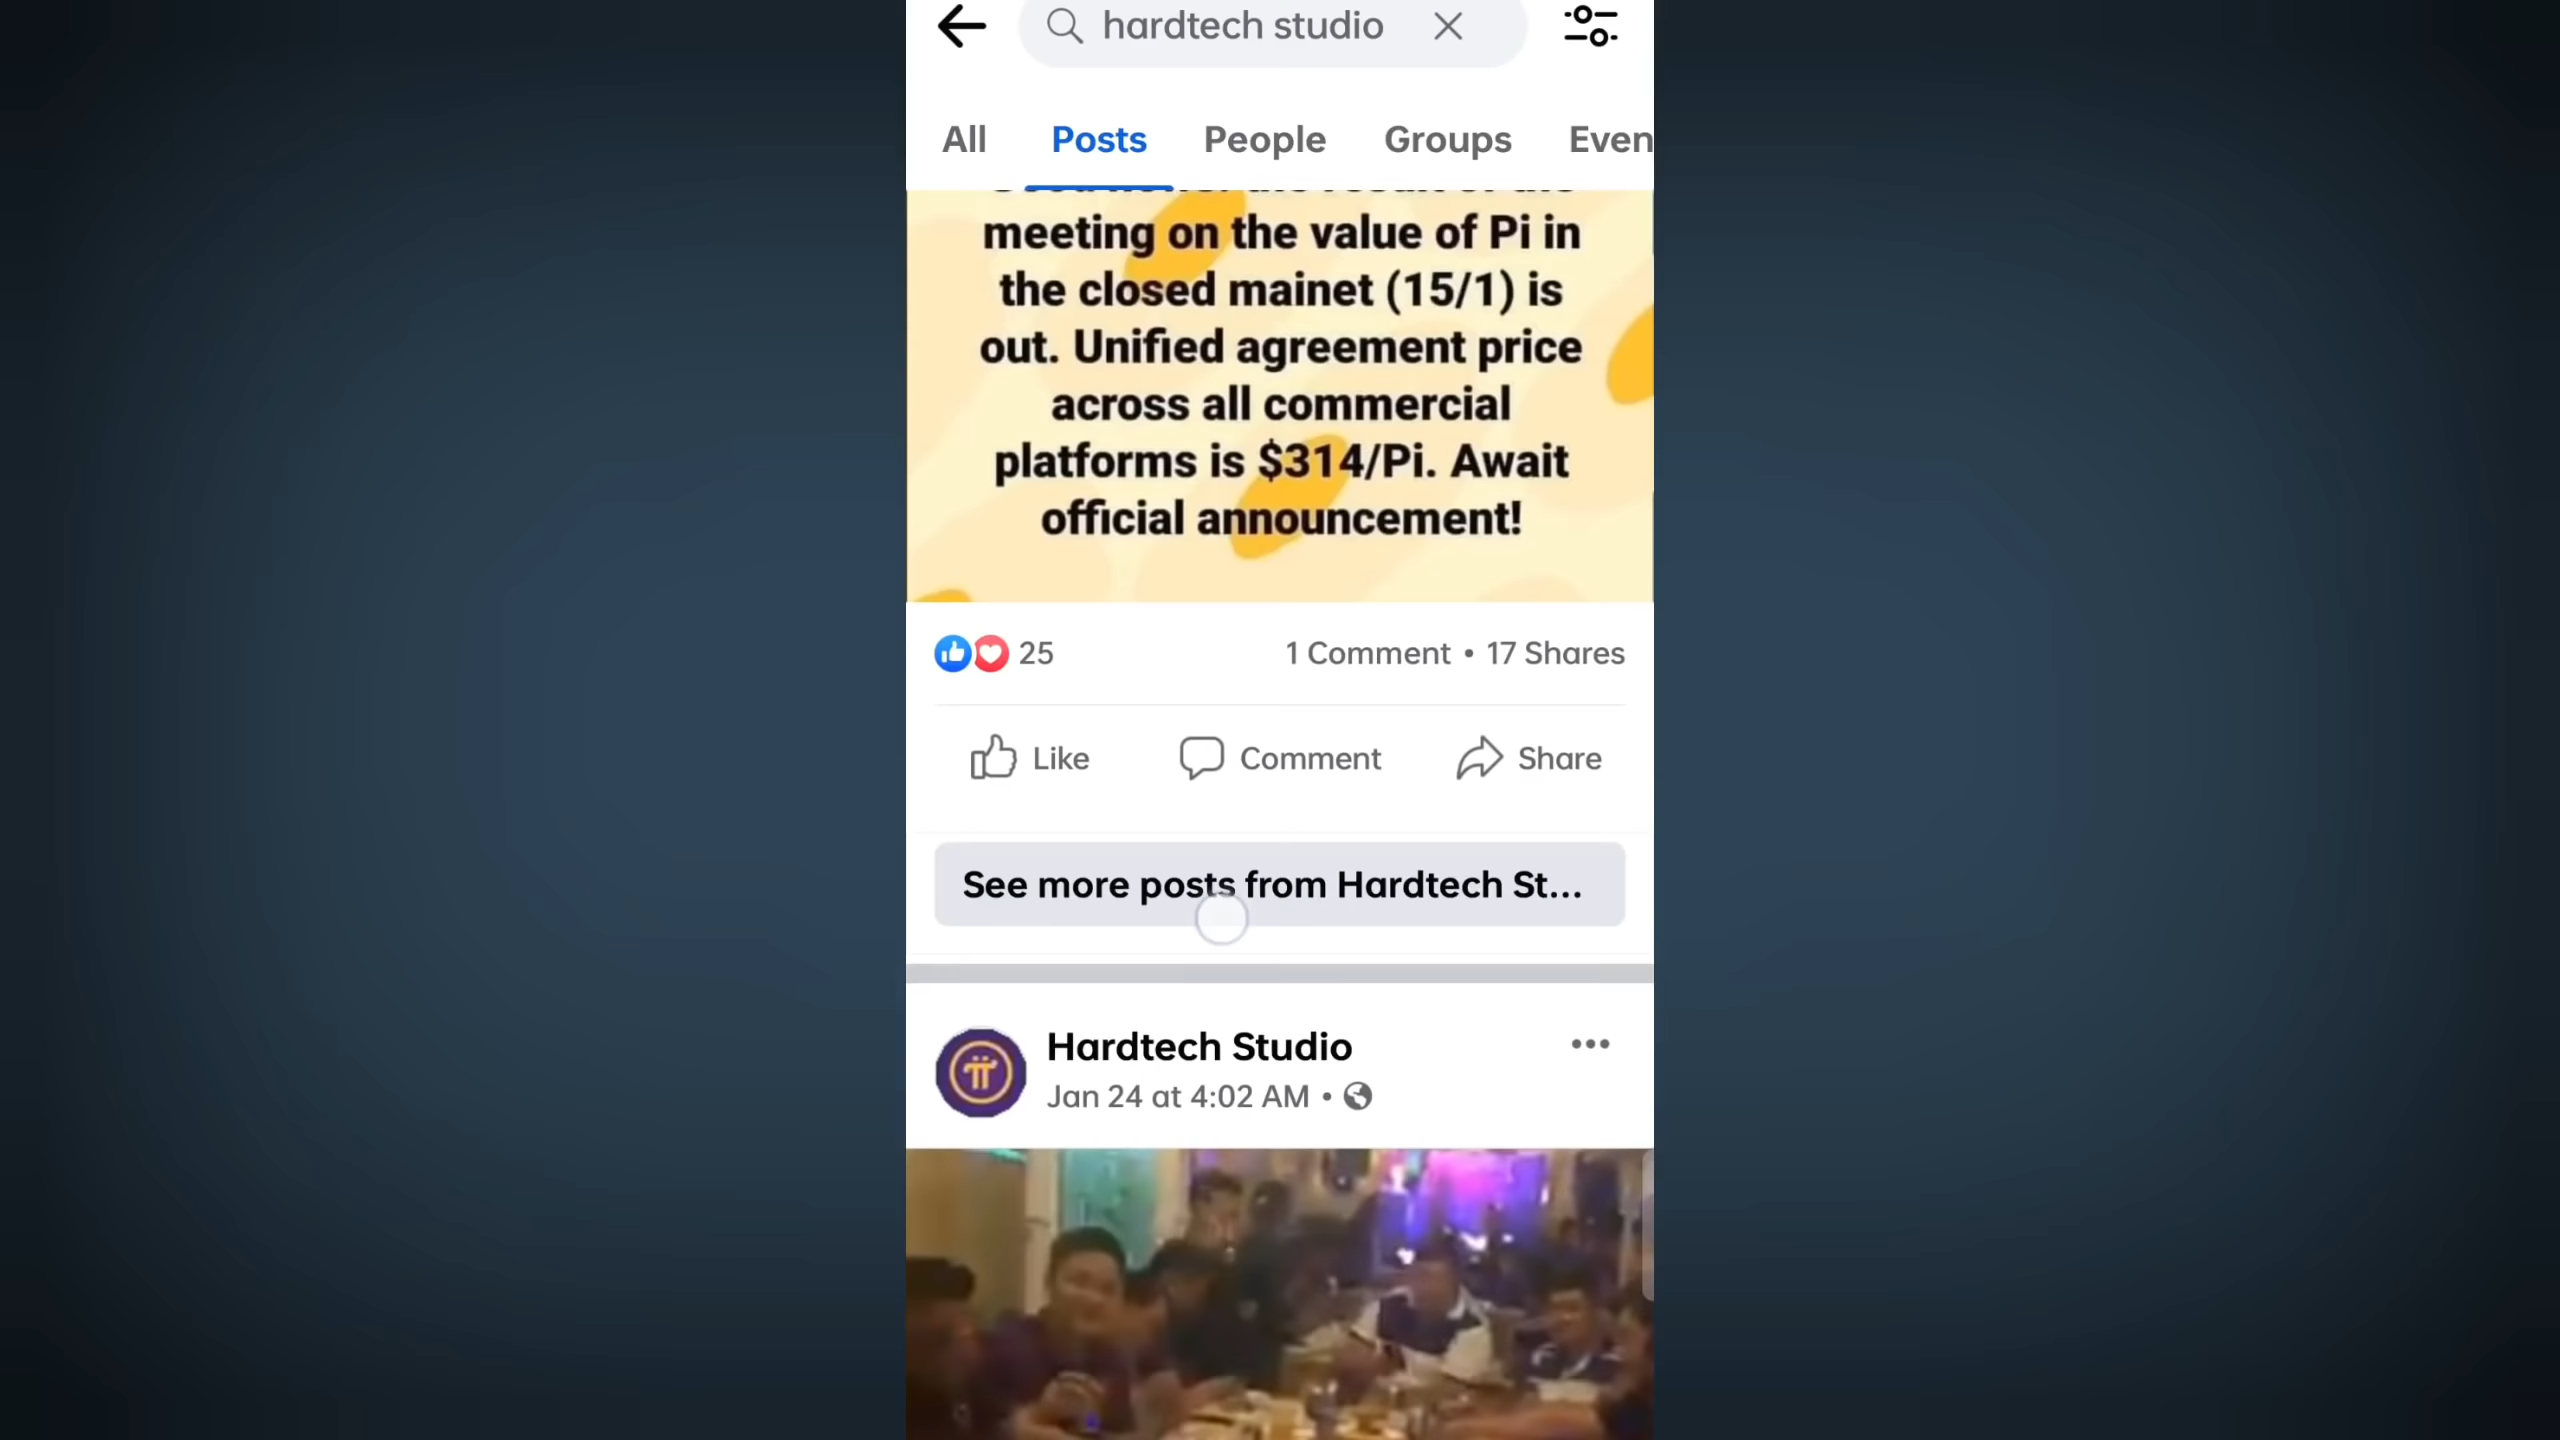 hardtech studio
All Posts People Groups Even
meeting on the value of Pi in
the closed mainet (15/1) is
out. Unified agreement price
across all commercial
platforms is $314/Pi. Await
official announcement!
25 1 Comment • 17 Shares
Like Comment Share
See more posts from Hardtech St...
Hardtech Studio
Jan 24 at 4:02 AM •